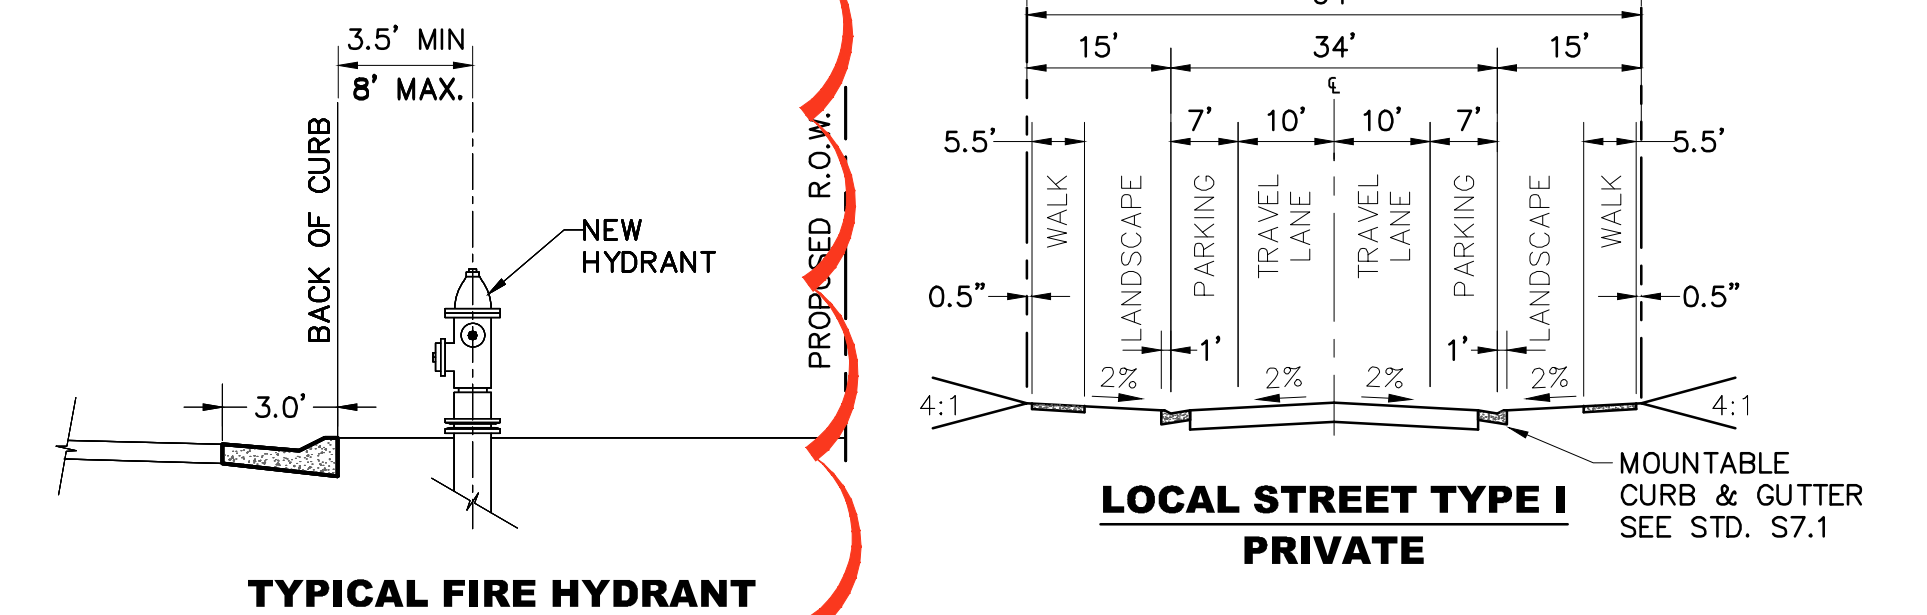 3.5' MIN
8' MAX.
BACK OF CURB
NEW
HYDRANT
PROPOSED R.O.W.
3.0'
TYPICAL FIRE HYDRANT
15'
34'
15'
℄
5.5'
7'
10'
10'
7'
5.5'
WALK
LANDSCAPE
PARKING
TRAVEL
LANE
TRAVEL
LANE
PARKING
LANDSCAPE
WALK
0.5"
0.5"
1'
1'
2%
2%
2%
2%
4:1
4:1
MOUNTABLE
CURB & GUTTER
SEE STD. S7.1
LOCAL STREET TYPE I
PRIVATE